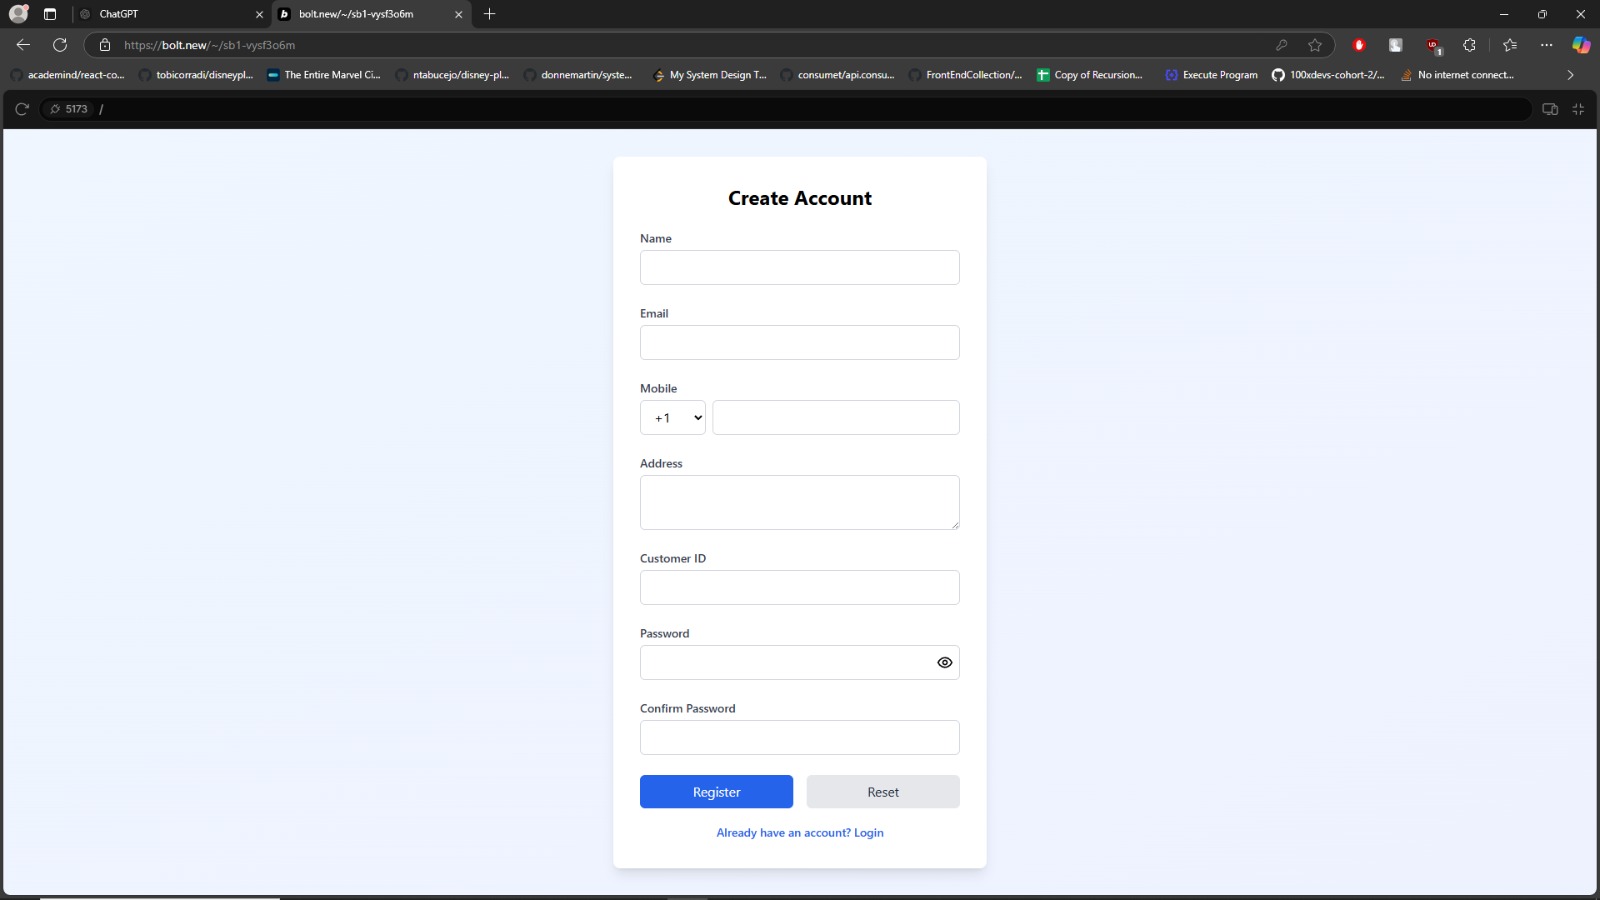 ChatGPT
bolt.new/~/sb1-vysf3o6m
https://bolt.new/~/sb1-vysf3o6m
academind/react-co... tobicorradi/disneypl... The Entire Marvel Ci... ntabucejo/disney-pl... donnemartin/syste... My System Design T... consumet/api.consu... FrontEndCollection/... Copy of Recursion... Execute Program 100xdevs-cohort-2/... No internet connect...
5173 /
Create Account
Name
Email
Mobile
+1
Address
Customer ID
Password
Confirm Password
Register Reset
Already have an account? Login